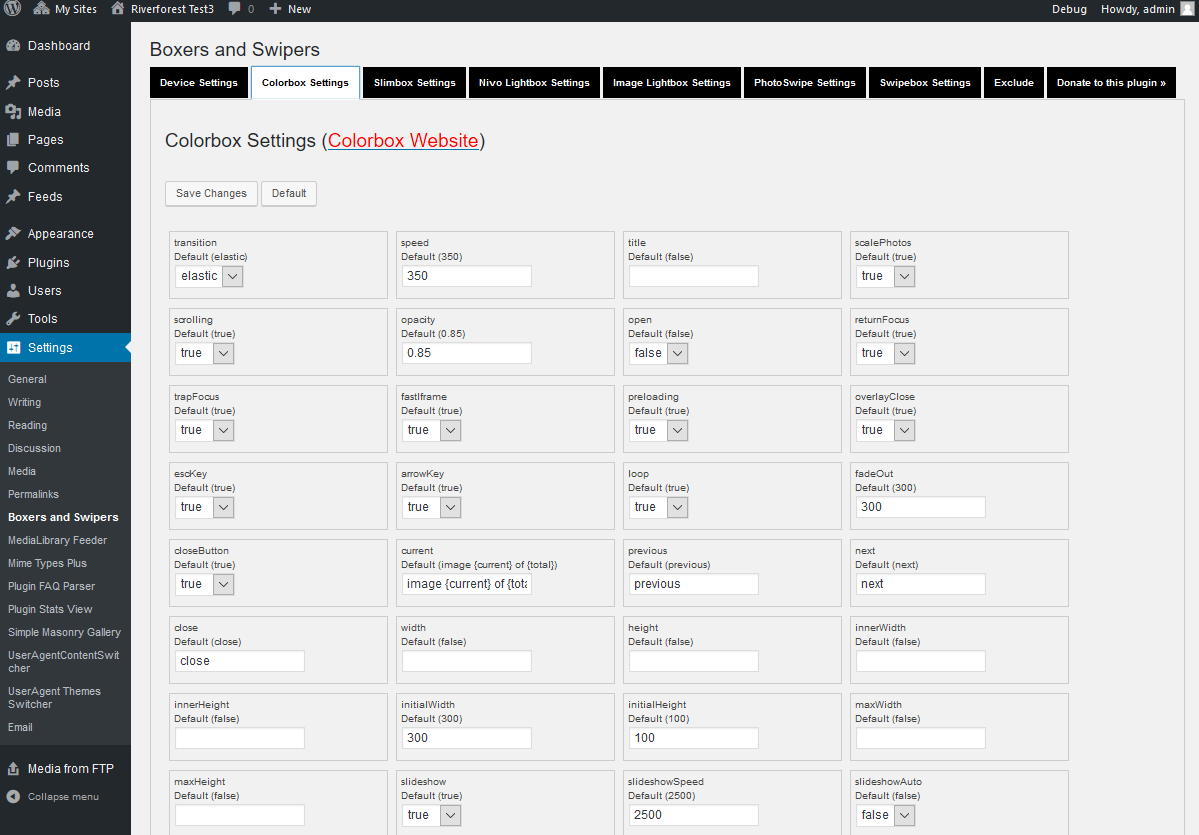 My Sites Riverforest Test3 0 New Debug Howdy, admin
Dashboard
Posts
Media
Pages
Comments
Feeds
Appearance
Plugins
Users
Tools
Settings
General
Writing
Reading
Discussion
Media
Permalinks
Boxers and Swipers
MediaLibrary Feeder
Mime Types Plus
Plugin FAQ Parser
Plugin Stats View
Simple Masonry Gallery
UserAgentContentSwit
cher
UserAgent Themes
Switcher
Email
Media from FTP
Collapse menu
Boxers and Swipers
Device Settings Colorbox Settings Slimbox Settings Nivo Lightbox Settings Image Lightbox Settings PhotoSwipe Settings Swipebox Settings Exclude Donate to this plugin »
Colorbox Settings (Colorbox Website)
Save Changes Default
transition speed title scalePhotos
Default (elastic) Default (350) Default (false) Default (true)
elastic 350 true
scrolling opacity open returnFocus
Default (true) Default (0.85) Default (false) Default (true)
true 0.85 false true
trapFocus fastIframe preloading overlayClose
Default (true) Default (true) Default (true) Default (true)
true true true true
escKey arrowKey loop fadeOut
Default (true) Default (true) Default (true) Default (300)
true true true 300
closeButton current previous next
Default (true) Default (image {current} of {total}) Default (previous) Default (next)
true image {current} of {tota previous next
close width height innerWidth
Default (close) Default (false) Default (false) Default (false)
close
innerHeight initialWidth initialHeight maxWidth
Default (false) Default (300) Default (100) Default (false)
300 100
maxHeight slideshow slideshowSpeed slideshowAuto
Default (false) Default (true) Default (2500) Default (false)
true 2500 false